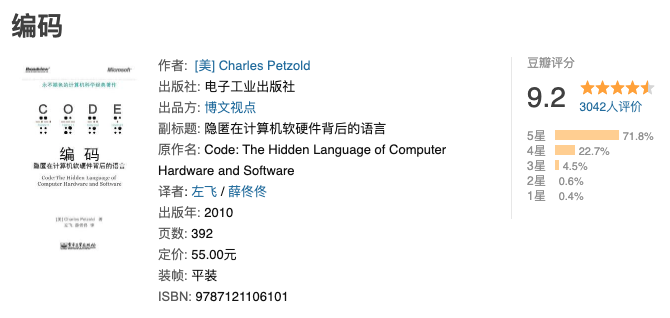 编码
Broadview
Microsoft
永不褪色的计算机科学经典著作
CODE
编 码
隐匿在计算机软硬件背后的语言
Code:The Hidden Language of
Computer Hardware and Software
[美] Charles Petzold 著
左飞 薛佟佟 译
电子工业出版社
作者: [美] Charles Petzold
出版社: 电子工业出版社
出品方: 博文视点
副标题: 隐匿在计算机软硬件背后的语言
原作名: Code: The Hidden Language of Computer
Hardware and Software
译者: 左飞 / 薛佟佟
出版年: 2010
页数: 392
定价: 55.00元
装帧: 平装
ISBN: 9787121106101
豆瓣评分
9.2
3042人评价
5星 71.8%
4星 22.7%
3星 4.5%
2星 0.6%
1星 0.4%